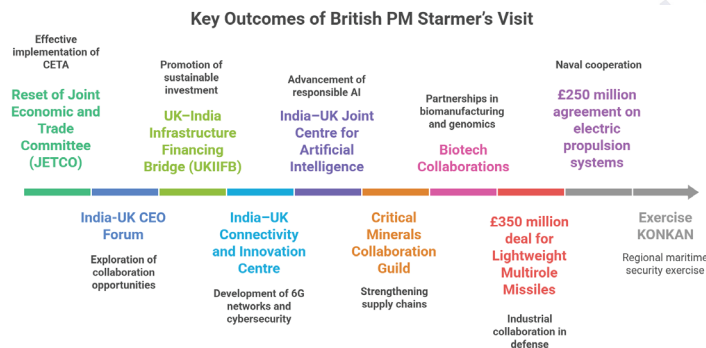 Key Outcomes of British PM Starmer's Visit
Effective
implementation of
CETA
Reset of Joint
Economic and
Trade
Committee
(JETCO)
India-UK CEO
Forum
Exploration of
collaboration
opportunities
Promotion of
sustainable
investment
UK–India
Infrastructure
Financing
Bridge (UKIIFB)
India–UK
Connectivity
and Innovation
Centre
Development of 6G
networks and
cybersecurity
Advancement of
responsible AI
India–UK Joint
Centre for
Artificial
Intelligence
Critical
Minerals
Collaboration
Guild
Strengthening
supply chains
Partnerships in
biomanufacturing
and genomics
Biotech
Collaborations
£350 million
deal for
Lightweight
Multirole
Missiles
Industrial
collaboration in
defense
Naval cooperation
£250 million
agreement on
electric
propulsion
systems
Exercise
KONKAN
Regional maritime
security exercise